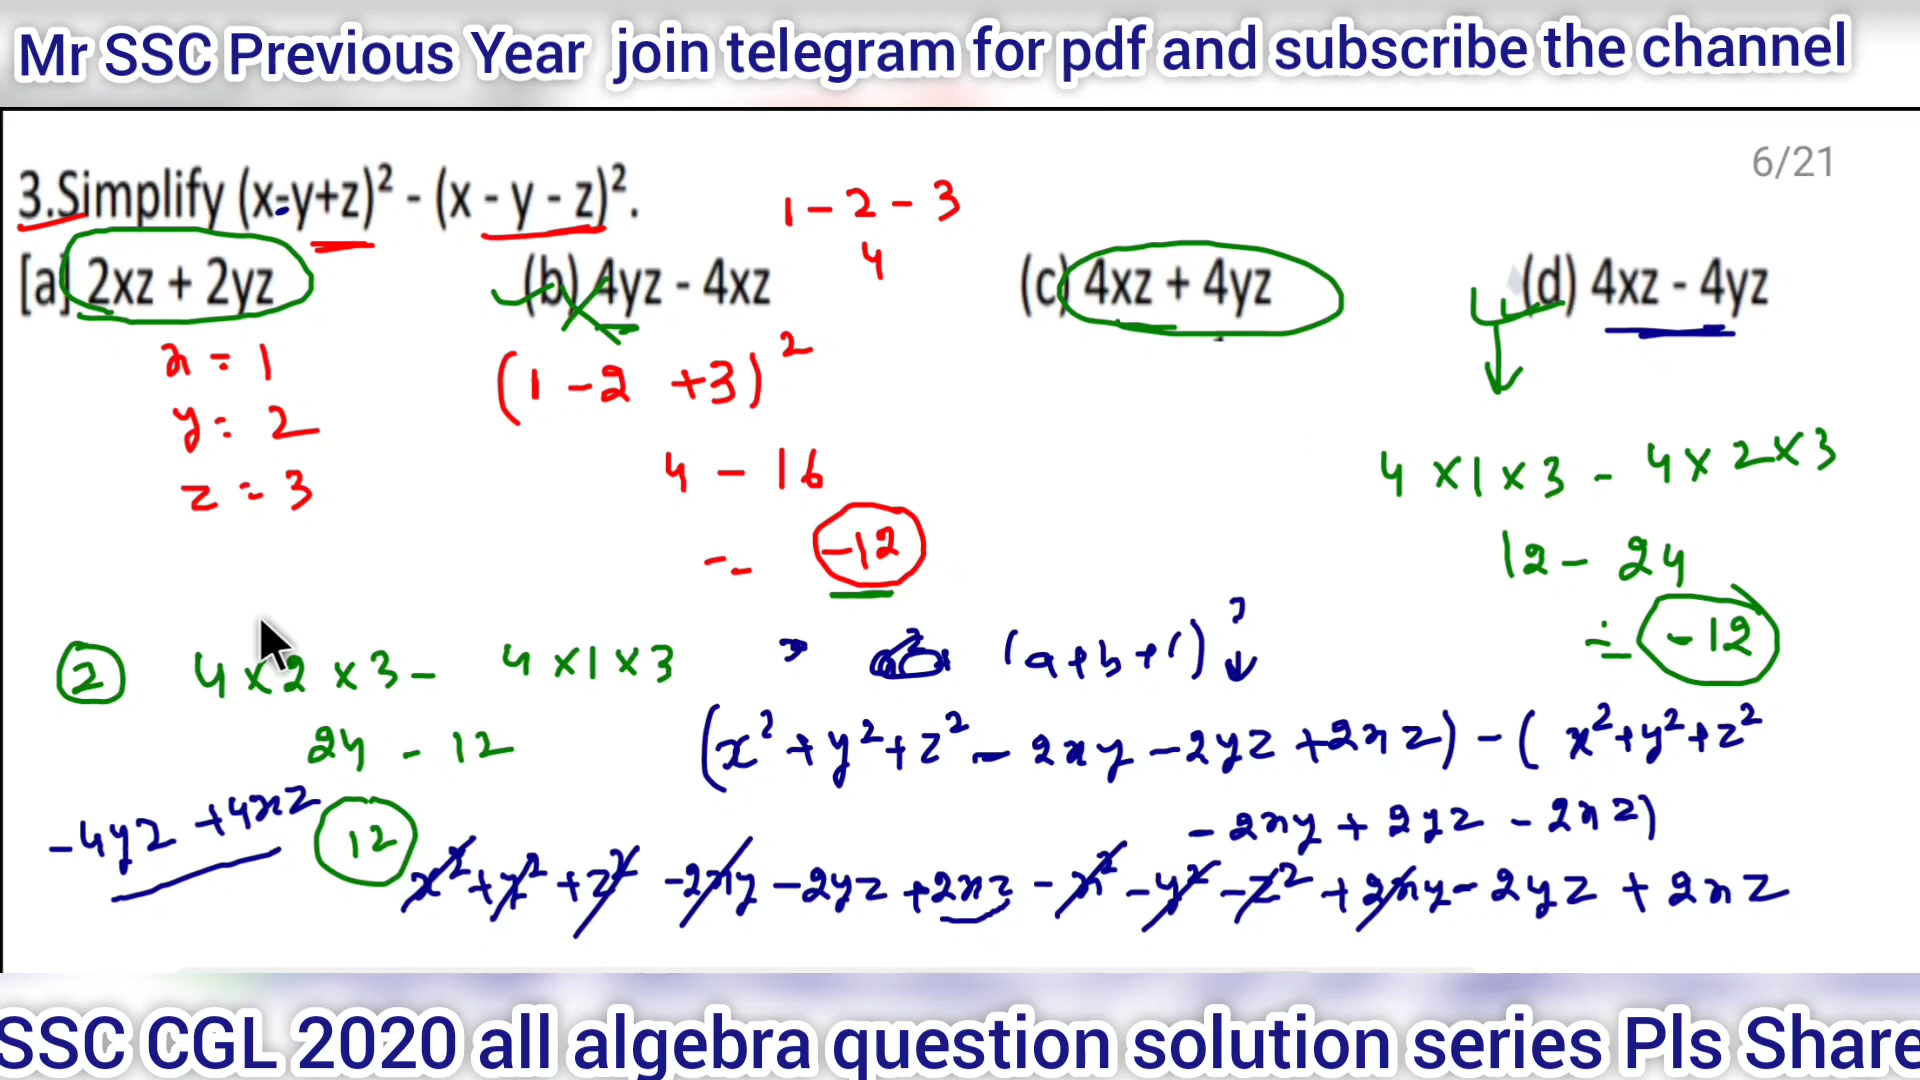 Mr SSC Previous Year join telegram for pdf and subscribe the channel
6/21
3.Simplify (x-y+z)² - (x - y - z)².
1 - 2 - 3
4
[a] 2xz + 2yz (b) 4yz - 4xz (c) 4xz + 4yz (d) 4xz - 4yz
x = 1
y = 2
z = 3
(1 - 2 + 3)²
4 - 16
= -12
4 × 1 × 3 - 4 × 2 × 3
12 - 24
= -12
2 4 × 2 × 3 - 4 × 1 × 3
24 - 12
12
(x² + y² + z² - 2xy - 2yz + 2xz) - (x² + y² + z²
- 2xy + 2yz - 2xz)
x² + y² + z² - 2xy - 2yz + 2xz - x² - y² - z² + 2xy - 2yz + 2xz
-4yz + 4xz
SSC CGL 2020 all algebra question solution series Pls Share